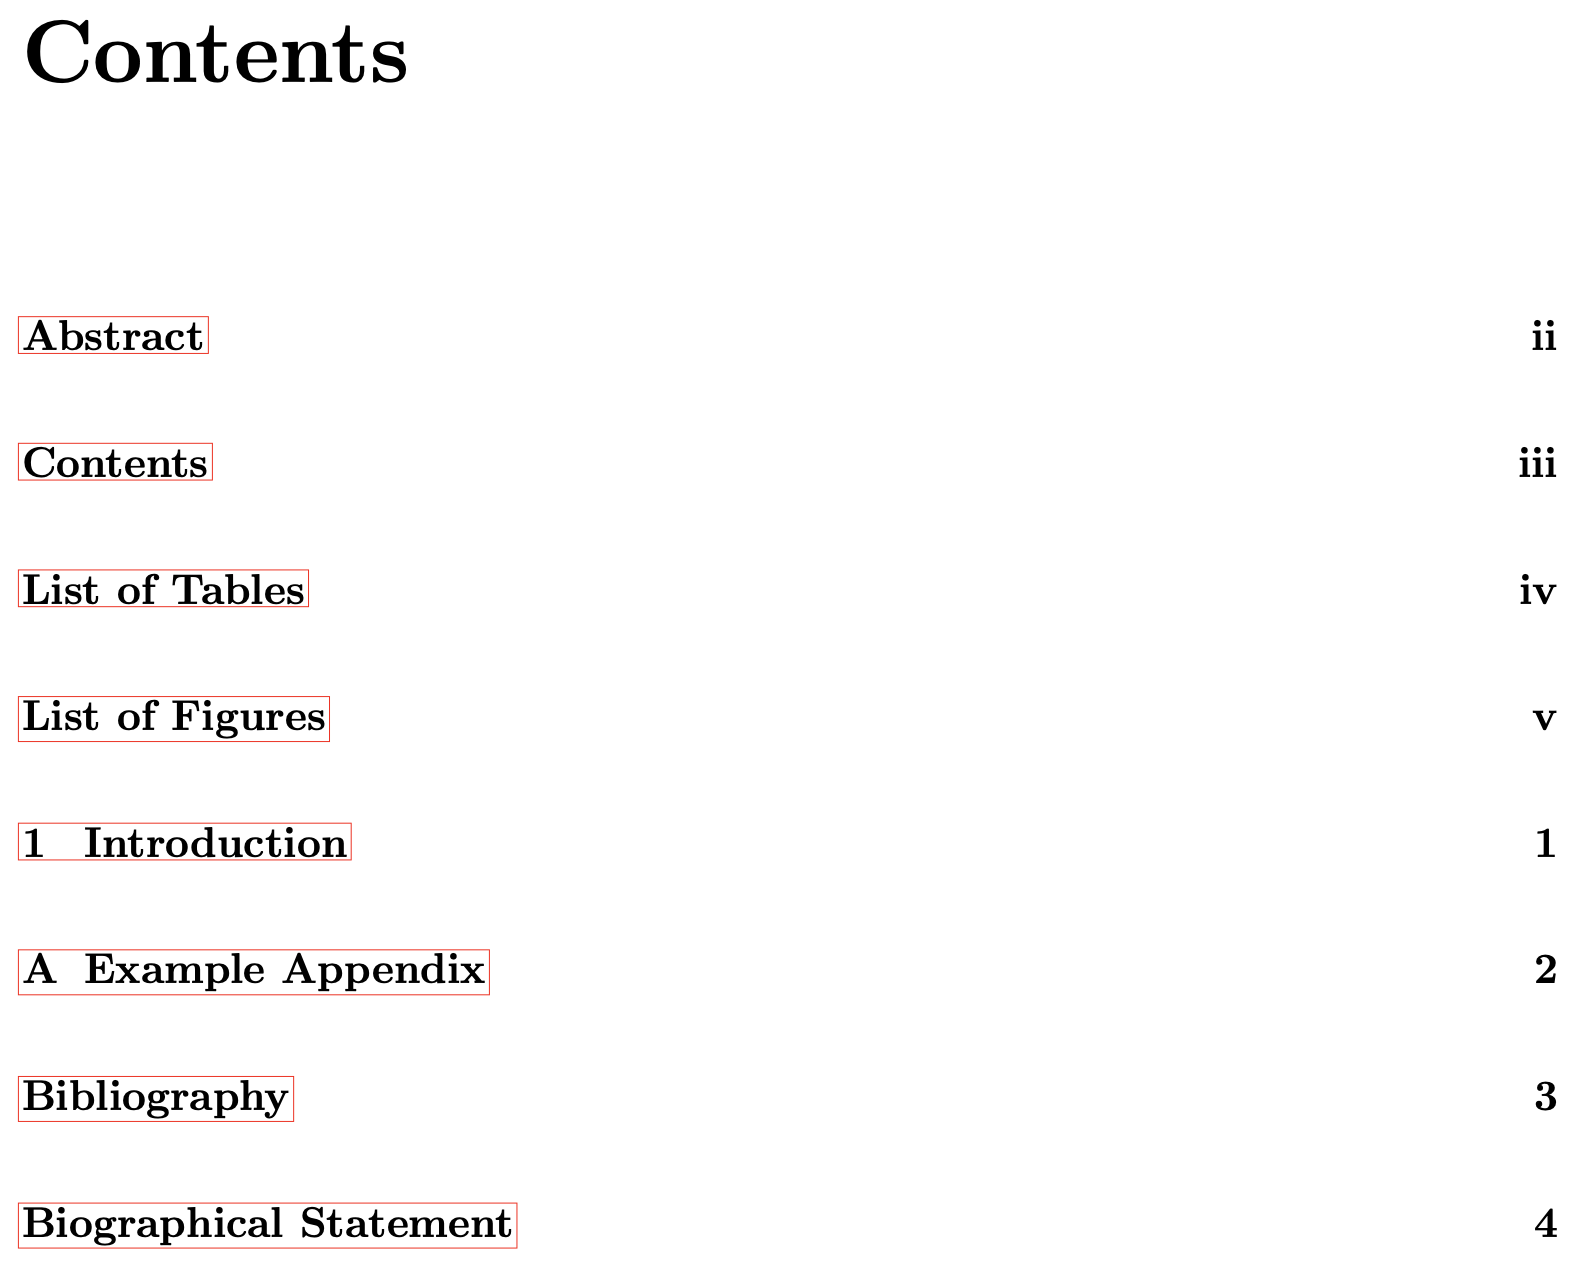 Contents
Abstract ii
Contents iii
List of Tables iv
List of Figures v
1 Introduction 1
A Example Appendix 2
Bibliography 3
Biographical Statement 4